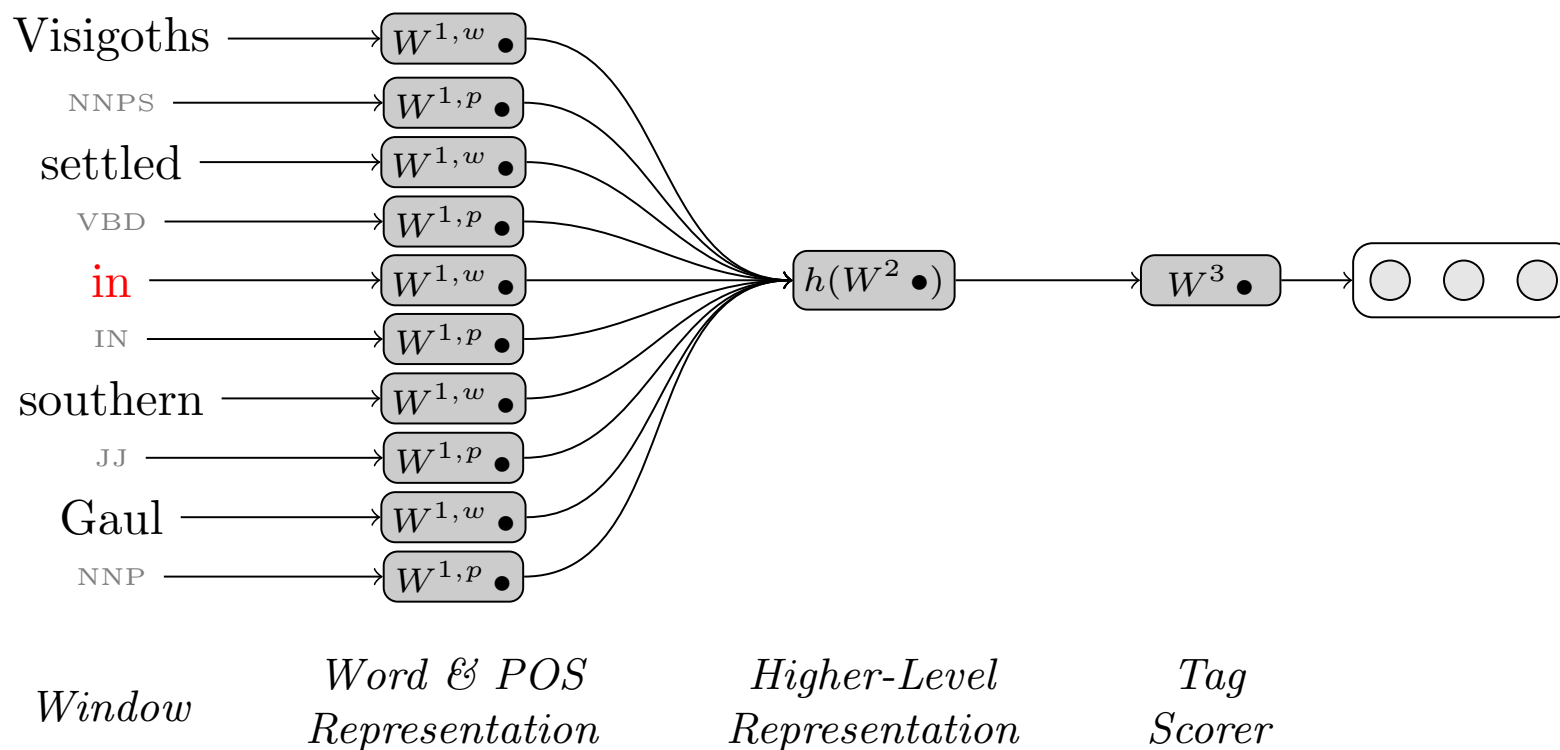 Visigoths W^{1,w} •
NNPS W^{1,p} •
settled W^{1,w} •
VBD W^{1,p} •
in W^{1,w} • h(W^2 •) W^3 •
IN W^{1,p} •
southern W^{1,w} •
JJ W^{1,p} •
Gaul W^{1,w} •
NNP W^{1,p} •
Window
Word & POS
Representation
Higher-Level
Representation
Tag
Scorer